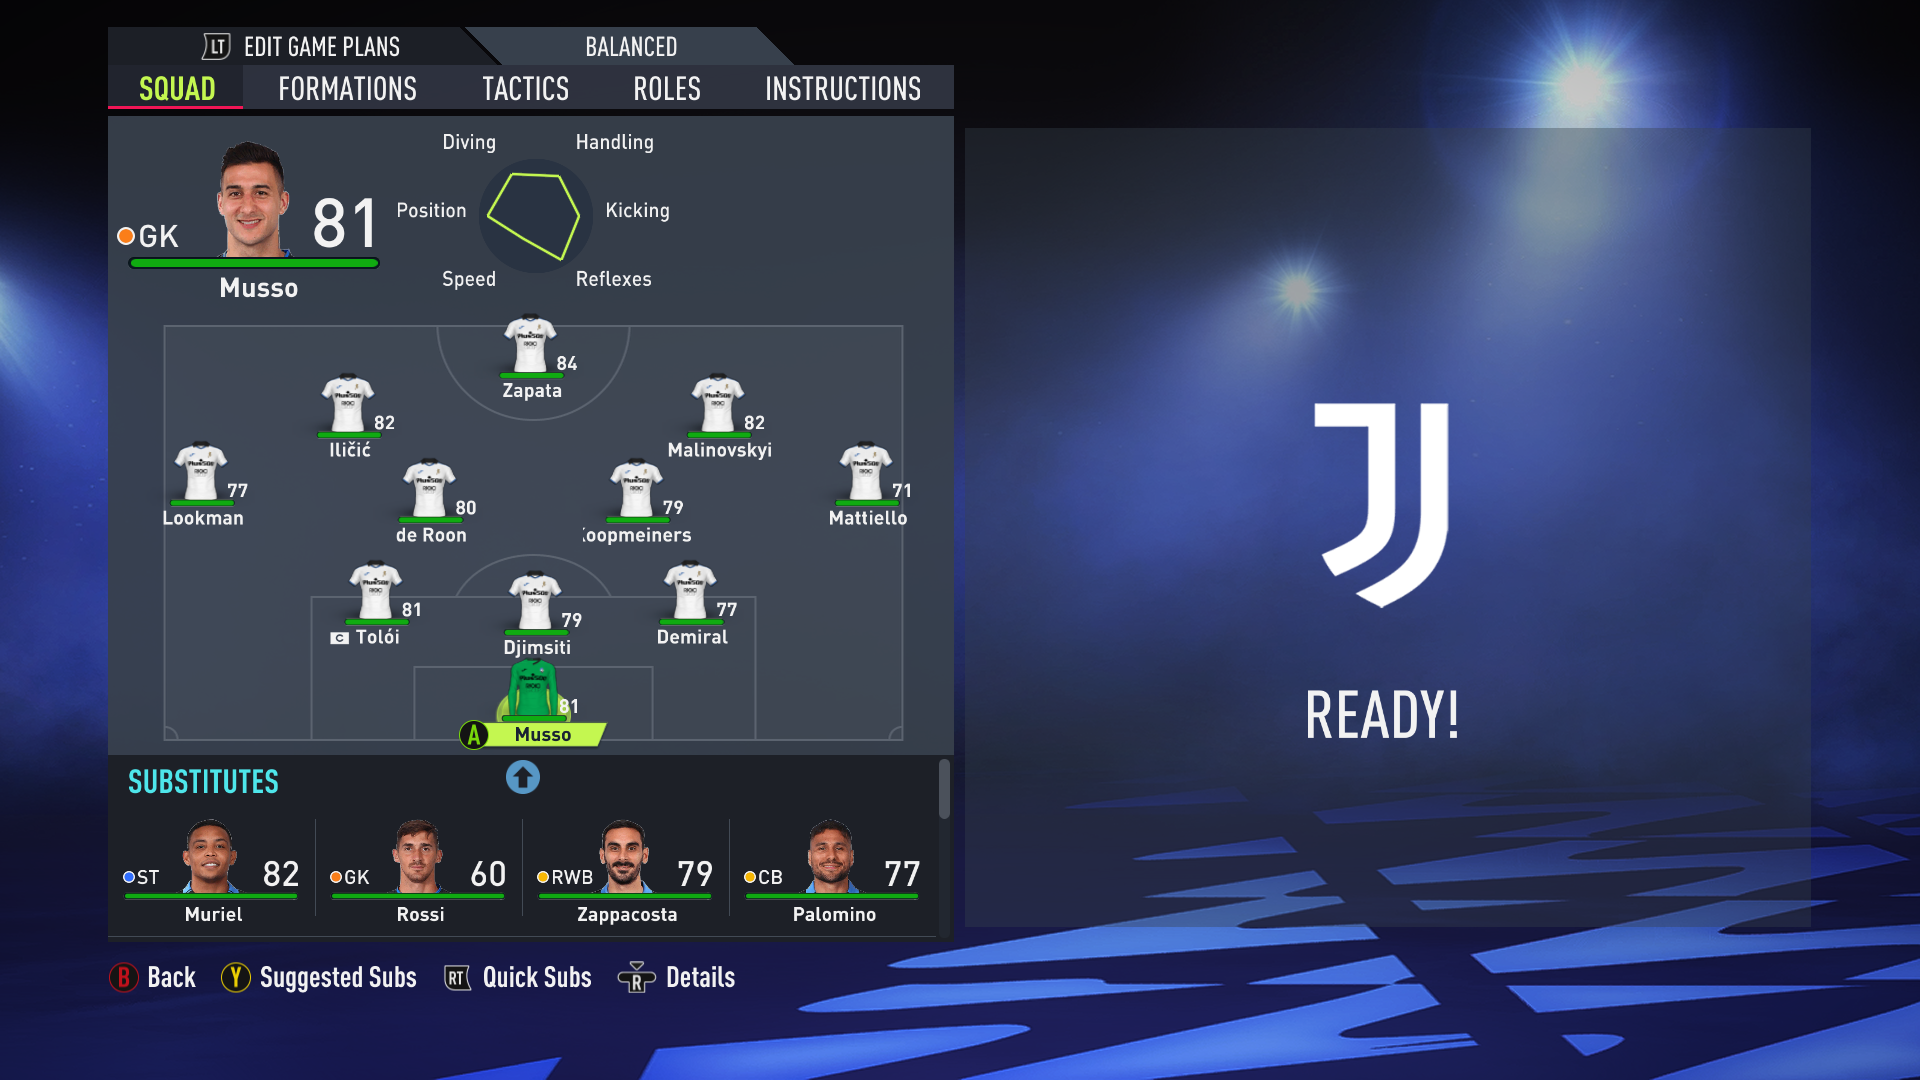 LT EDIT GAME PLANS
BALANCED
SQUAD FORMATIONS TACTICS ROLES INSTRUCTIONS
Diving Handling
Position Kicking
Speed Reflexes
GK 81
Musso
84
Zapata
82
Iličić
82
Malinovskyi
77
Lookman
80
de Roon
79
Koopmeiners
71
Mattiello
81
C Tolói
79
Djimsiti
77
Demiral
81
A Musso
SUBSTITUTES
ST 82
Muriel
GK 60
Rossi
RWB 79
Zappacosta
CB 77
Palomino
B Back Y Suggested Subs RT Quick Subs R Details
READY!